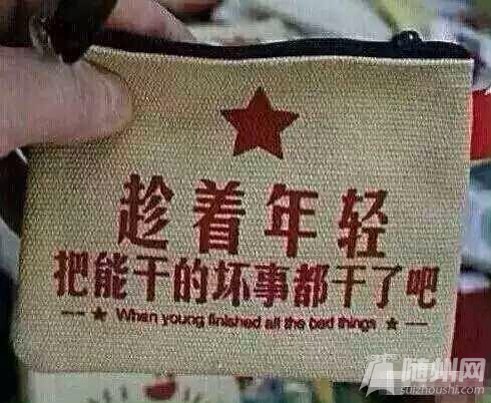 趁着年轻
把能干的坏事都干了吧
When young finished all the bad things
随州网
suizhoushi.com